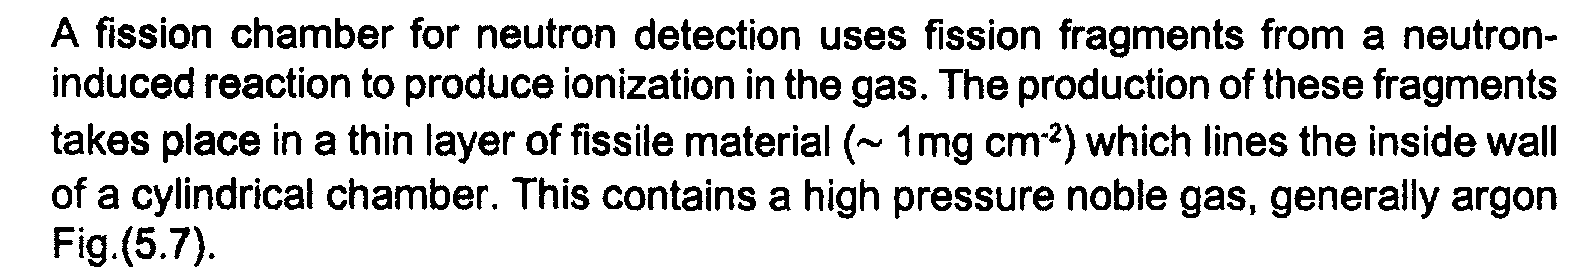 A fission chamber for neutron detection uses fission fragments from a neutron-
induced reaction to produce ionization in the gas. The production of these fragments
takes place in a thin layer of fissile material (~ 1mg cm⁻²) which lines the inside wall
of a cylindrical chamber. This contains a high pressure noble gas, generally argon
Fig.(5.7).